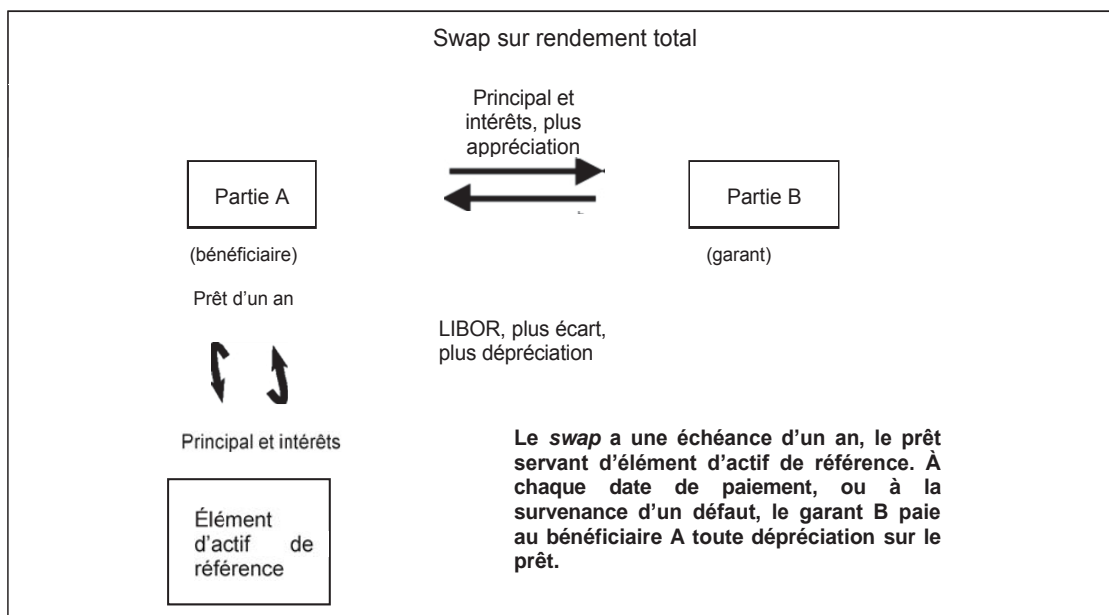 Swap sur rendement total
Principal et
intérêts, plus
appréciation
Partie A
Partie B
(bénéficiaire)
(garant)
Prêt d’un an
LIBOR, plus écart,
plus dépréciation
Principal et intérêts
Le swap a une échéance d’un an, le prêt
servant d’élément d’actif de référence. À
chaque date de paiement, ou à la
survenance d’un défaut, le garant B paie
au bénéficiaire A toute dépréciation sur le
prêt.
Élément
d’actif de
référence